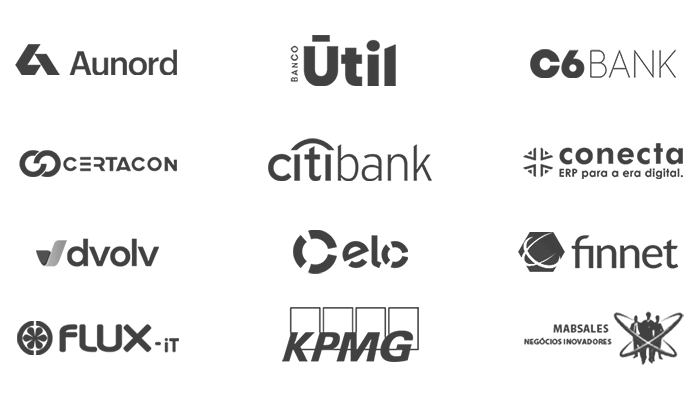 Aunord
BANCO
Ūtil
C6BANK
CERTACON
citibank
conecta
ERP para a era digital.
dvolv
elo
finnet
FLUX-iT
KPMG
MABSALES
NEGÓCIOS INOVADORES